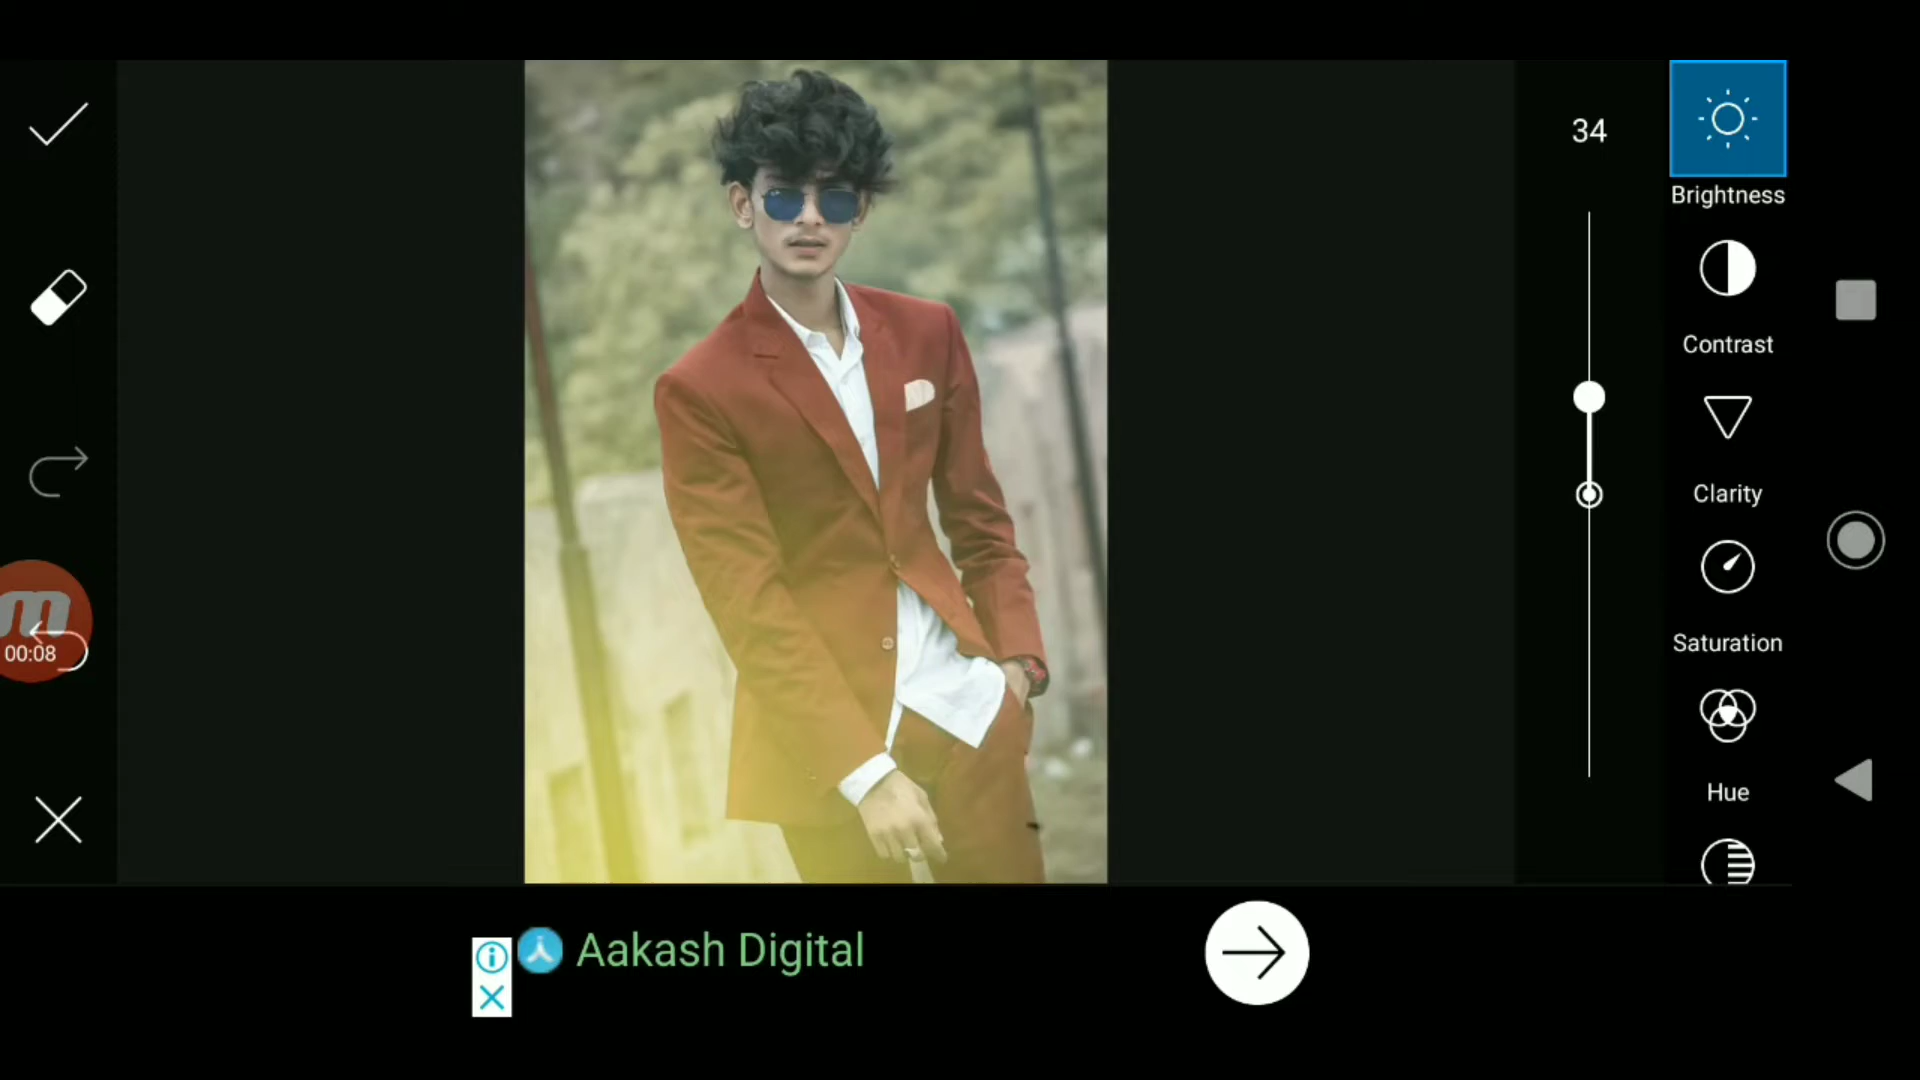 34
Brightness
Contrast
Clarity
Saturation
Hue
m
00:08
Aakash Digital